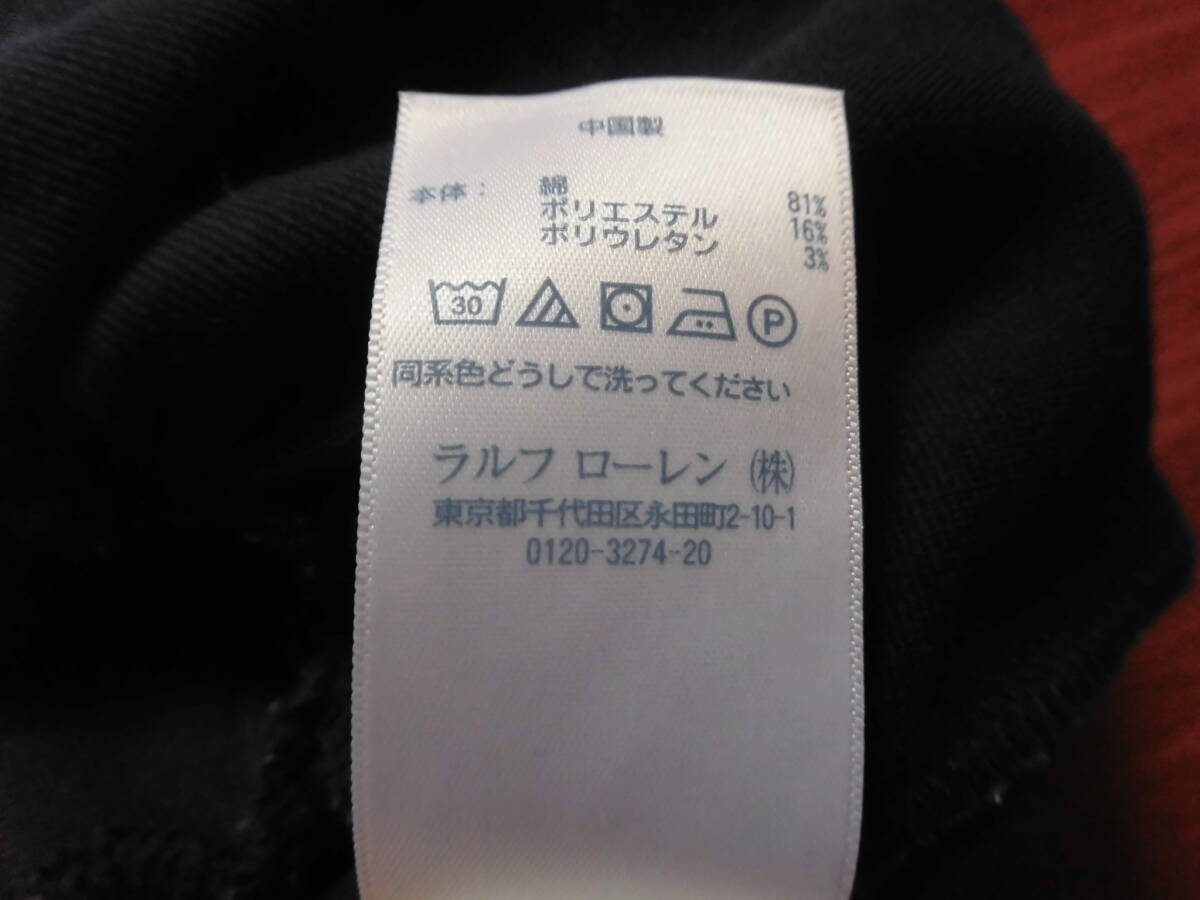 中国製
本体： 綿 81%
ポリエステル 16%
ポリウレタン 3%
30 P
同系色どうしで洗ってください
ラルフ ローレン ㈱
東京都千代田区永田町2-10-1
0120-3274-20